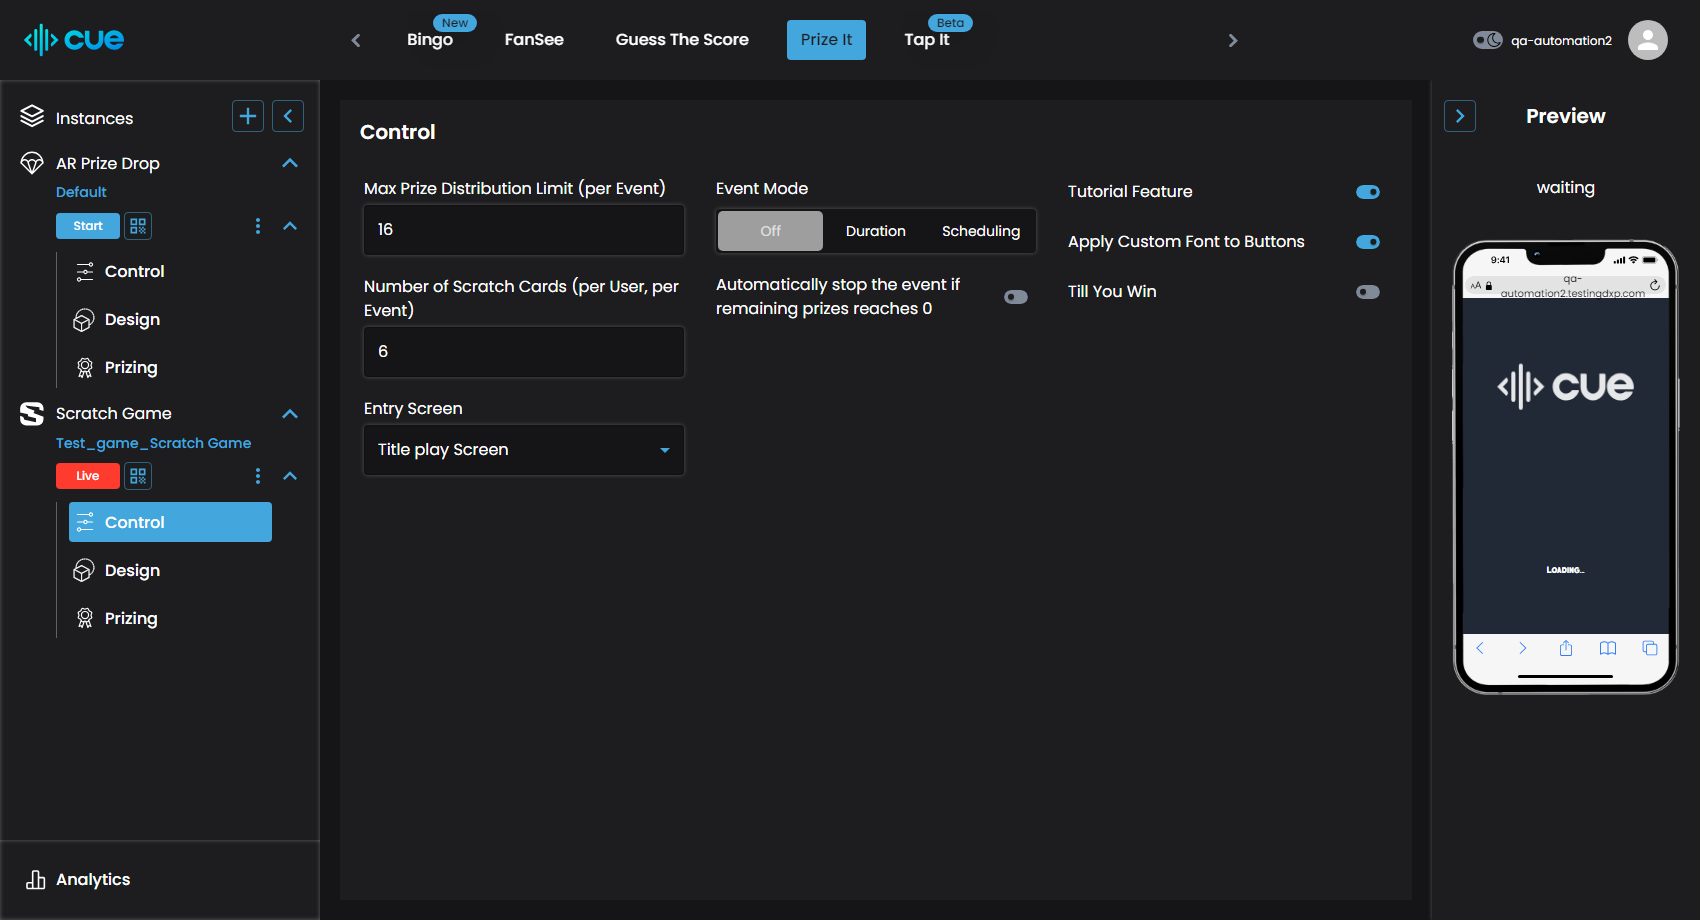 cue
New
Bingo
FanSee
Guess The Score
Prize It
Beta
Tap It
qa-automation2
Instances
AR Prize Drop
Default
Start
Control
Design
Prizing
Scratch Game
Test_game_Scratch Game
Live
Control
Design
Prizing
Analytics
Control
Max Prize Distribution Limit (per Event)
16
Number of Scratch Cards (per User, per
Event)
6
Entry Screen
Title play Screen
Event Mode
Off
Duration
Scheduling
Automatically stop the event if
remaining prizes reaches 0
Tutorial Feature
Apply Custom Font to Buttons
Till You Win
Preview
waiting
9:41
AA
qa-
automation2.testingdxp.com
cue
LOADING...